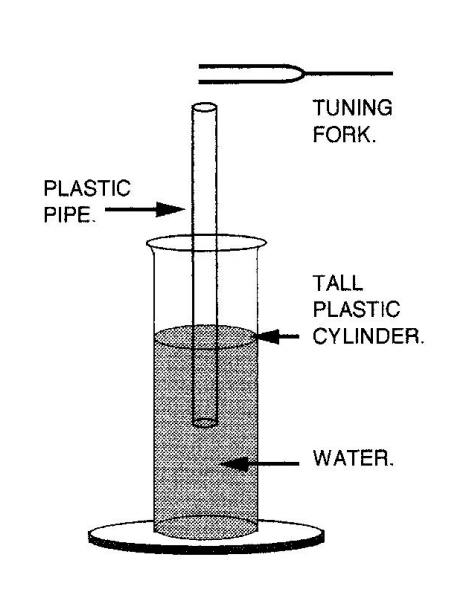 TUNING
FORK.
PLASTIC
PIPE.
TALL
PLASTIC
CYLINDER.
WATER.